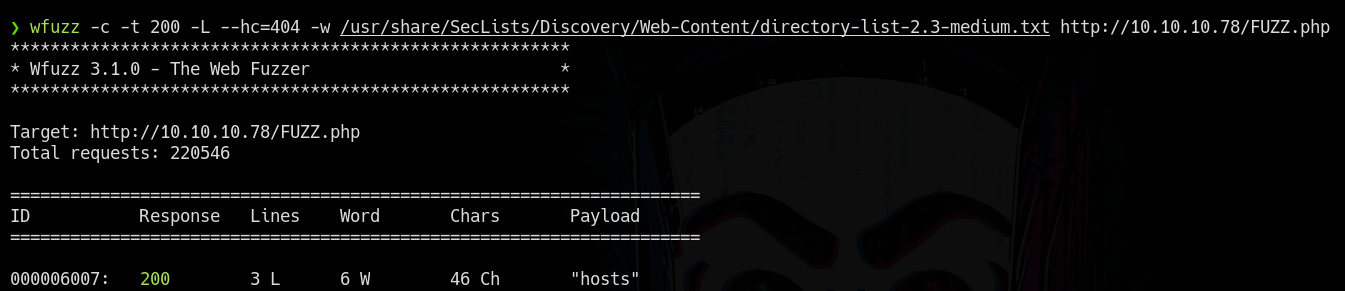 ❯ wfuzz -c -t 200 -L --hc=404 -w /usr/share/SecLists/Discovery/Web-Content/directory-list-2.3-medium.txt http://10.10.10.78/FUZZ.php
********************************************************
* Wfuzz 3.1.0 - The Web Fuzzer                         *
********************************************************
Target: http://10.10.10.78/FUZZ.php
Total requests: 220546
=====================================================================
ID           Response   Lines    Word       Chars       Payload
=====================================================================
000006007:   200        3 L      6 W        46 Ch       "hosts"